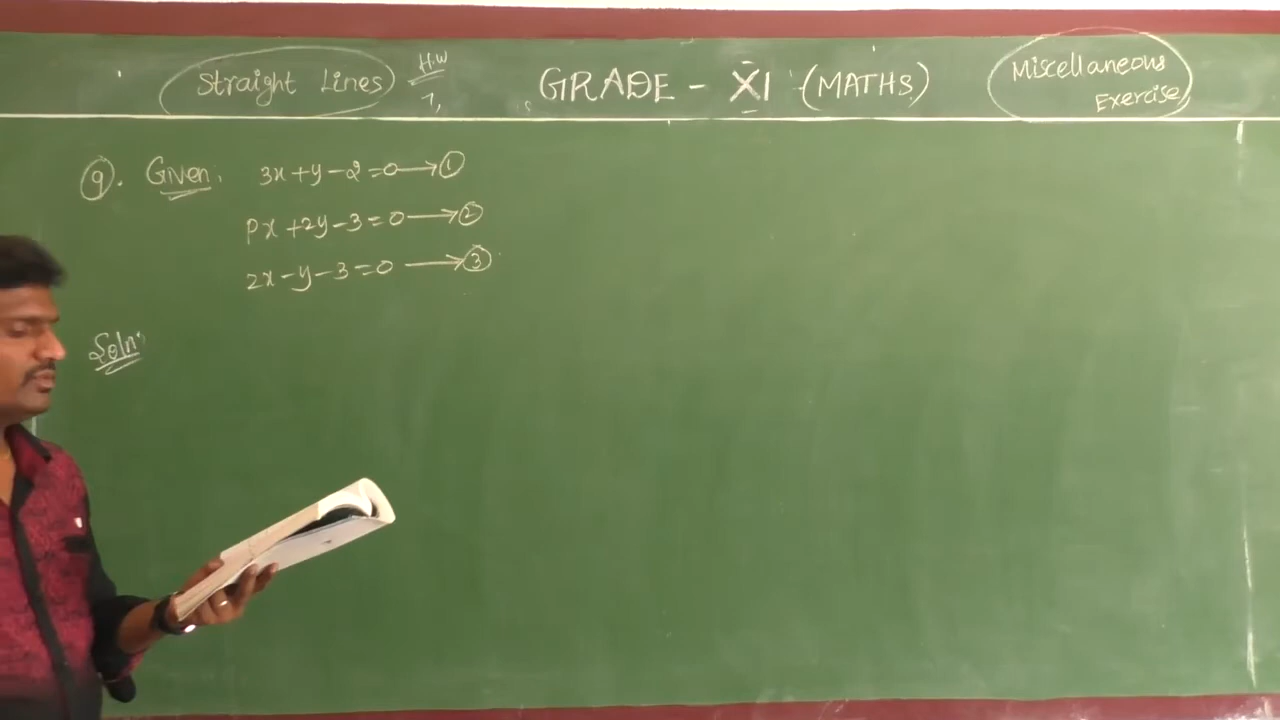 Straight Lines
H.W
7,
GRADE - XI (MATHS)
Miscellaneous
Exercise
9. Given: 3x+y-2=0→①
px+2y-3=0→②
2x-y-3=0→③
Soln: